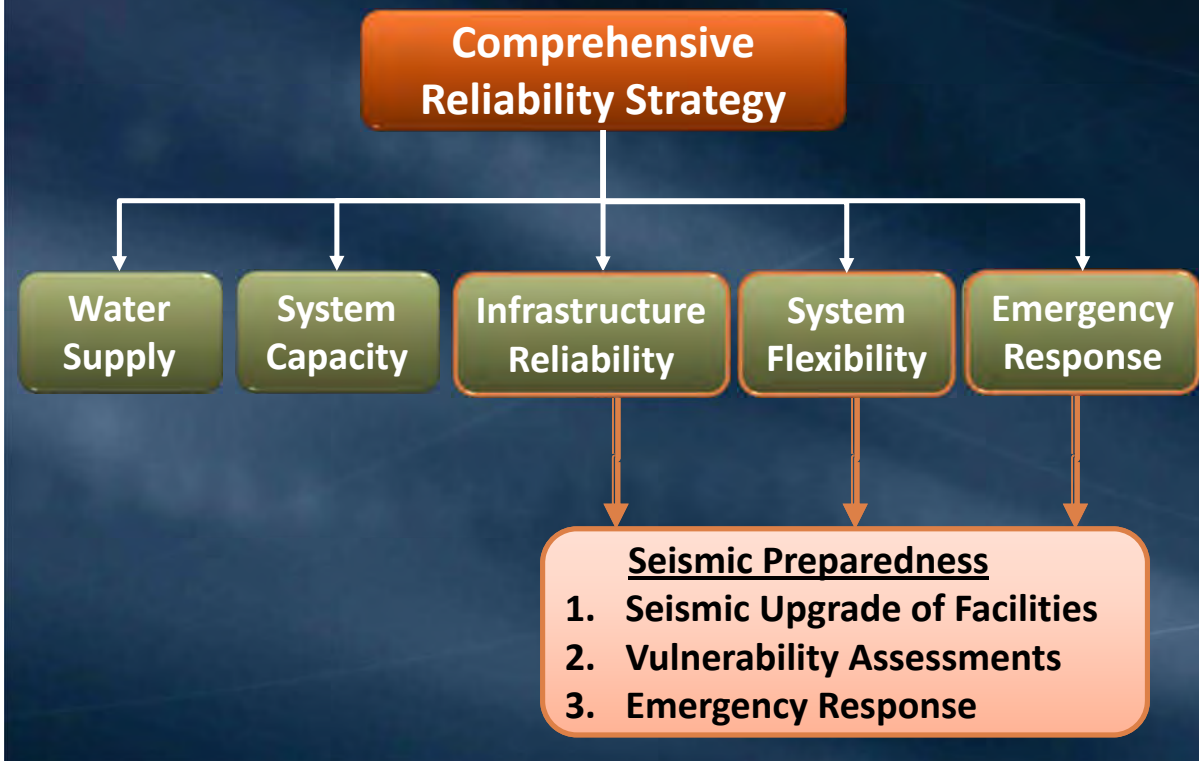 Comprehensive
Reliability Strategy
Water
Supply
System
Capacity
Infrastructure
Reliability
System
Flexibility
Emergency
Response
Seismic Preparedness
1. Seismic Upgrade of Facilities
2. Vulnerability Assessments
3. Emergency Response